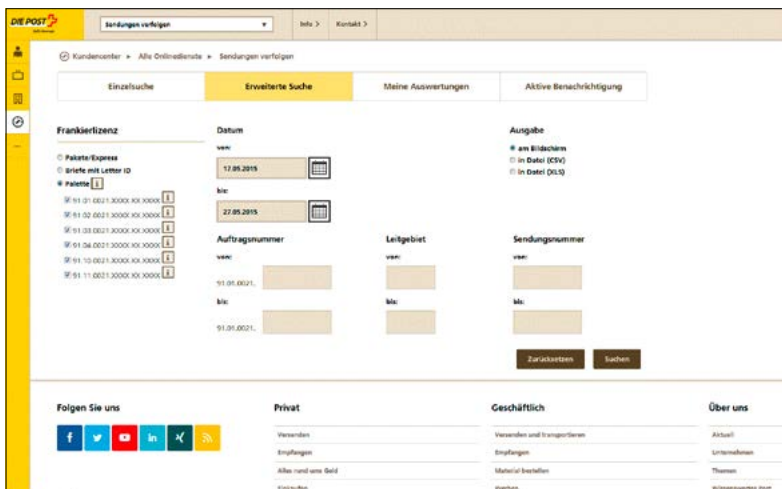 DIE POST
Sendungen verfolgen
Info >
Kontakt >
Kundencenter ▸ Alle Onlinedienste ▸ Sendungen verfolgen
Einzelsuche
Erweiterte Suche
Meine Auswertungen
Aktive Benachrichtigung
Frankierlizenz
Pakete/Express
Briefe mit Letter ID
Palette
91.01.0021.XXXX XX.XXXX
91.02.0021.XXXX XX.XXXX
91.03.0021.XXXX XX.XXXX
91.04.0021.XXXX XX.XXXX
91.10.0021.XXXX XX.XXXX
91.11.0021.XXXX XX.XXXX
Datum
von:
17.05.2015
bis:
27.05.2015
Ausgabe
am Bildschirm
in Datei (CSV)
in Datei (XLS)
Auftragsnummer
von:
91.01.0021.
bis:
91.01.0021.
Leitgebiet
von:
bis:
Sendungsnummer
von:
bis:
Zurücksetzen
Suchen
Folgen Sie uns
Privat
Versenden
Empfangen
Alles rund ums Geld
Einkaufen
Geschäftlich
Versenden und transportieren
Empfangen
Material bestellen
Werben
Über uns
Aktuell
Unternehmen
Themen